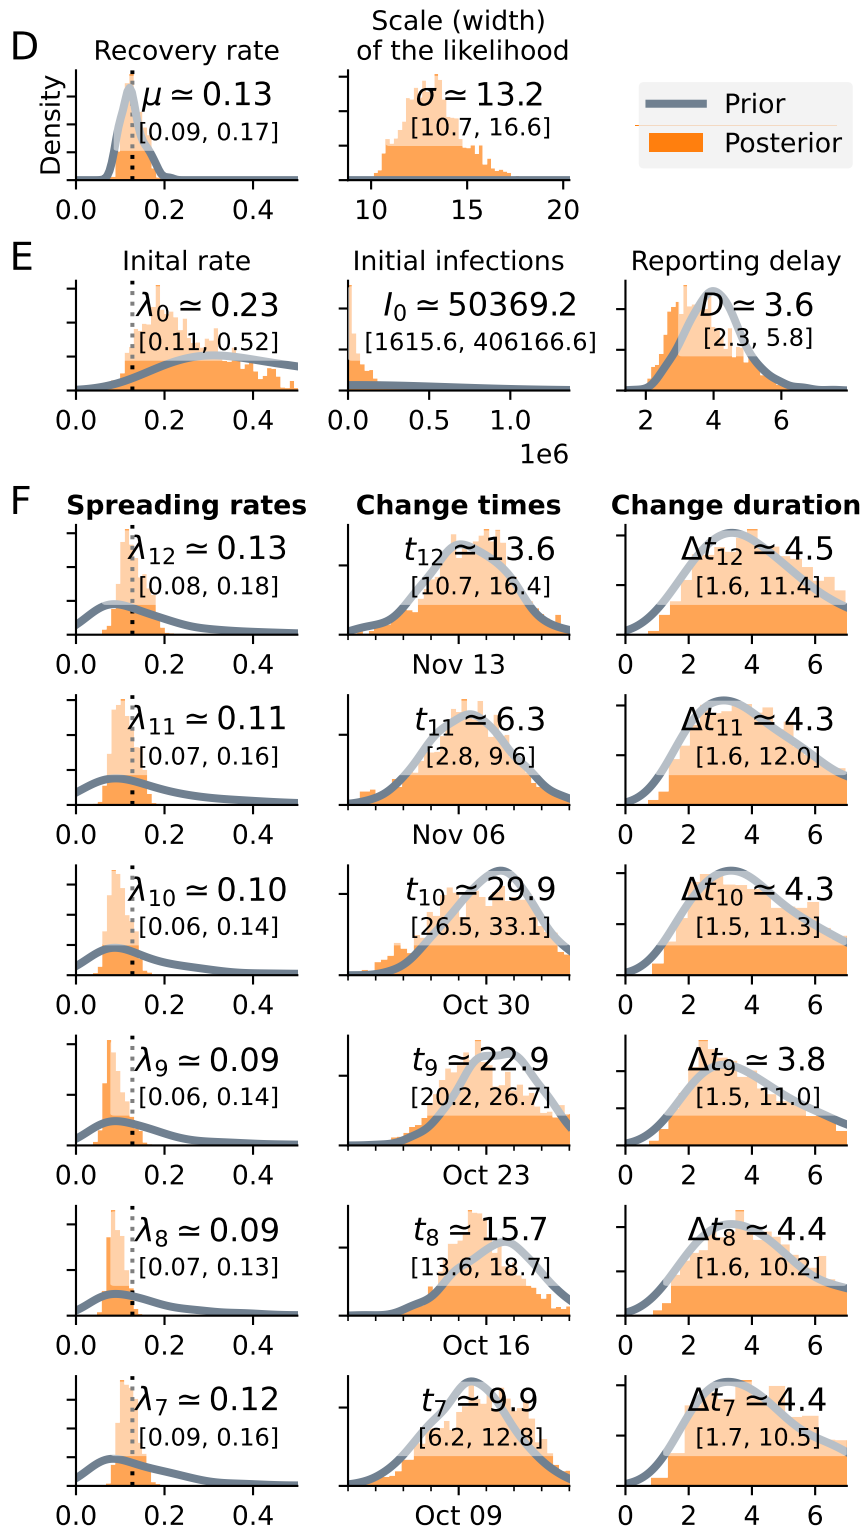 D
Recovery rate
Scale (width)
of the likelihood
Density
μ ≃ 0.13
[0.09, 0.17]
0.0 0.2 0.4
σ ≃ 13.2
[10.7, 16.6]
10 15 20
Prior
Posterior
E
Inital rate
Initial infections
Reporting delay
λ0 ≃ 0.23
[0.11, 0.52]
0.0 0.2 0.4
I0 ≃ 50369.2
[1615.6, 406166.6]
0.0 0.5 1.0
1e6
D ≃ 3.6
[2.3, 5.8]
2 4 6
F
Spreading rates
Change times
Change duration
λ12 ≃ 0.13
[0.08, 0.18]
0.0 0.2 0.4
t12 ≃ 13.6
[10.7, 16.4]
Nov 13
Δt12 ≃ 4.5
[1.6, 11.4]
0 2 4 6
λ11 ≃ 0.11
[0.07, 0.16]
0.0 0.2 0.4
t11 ≃ 6.3
[2.8, 9.6]
Nov 06
Δt11 ≃ 4.3
[1.6, 12.0]
0 2 4 6
λ10 ≃ 0.10
[0.06, 0.14]
0.0 0.2 0.4
t10 ≃ 29.9
[26.5, 33.1]
Oct 30
Δt10 ≃ 4.3
[1.5, 11.3]
0 2 4 6
λ9 ≃ 0.09
[0.06, 0.14]
0.0 0.2 0.4
t9 ≃ 22.9
[20.2, 26.7]
Oct 23
Δt9 ≃ 3.8
[1.5, 11.0]
0 2 4 6
λ8 ≃ 0.09
[0.07, 0.13]
0.0 0.2 0.4
t8 ≃ 15.7
[13.6, 18.7]
Oct 16
Δt8 ≃ 4.4
[1.6, 10.2]
0 2 4 6
λ7 ≃ 0.12
[0.09, 0.16]
0.0 0.2 0.4
t7 ≃ 9.9
[6.2, 12.8]
Oct 09
Δt7 ≃ 4.4
[1.7, 10.5]
0 2 4 6